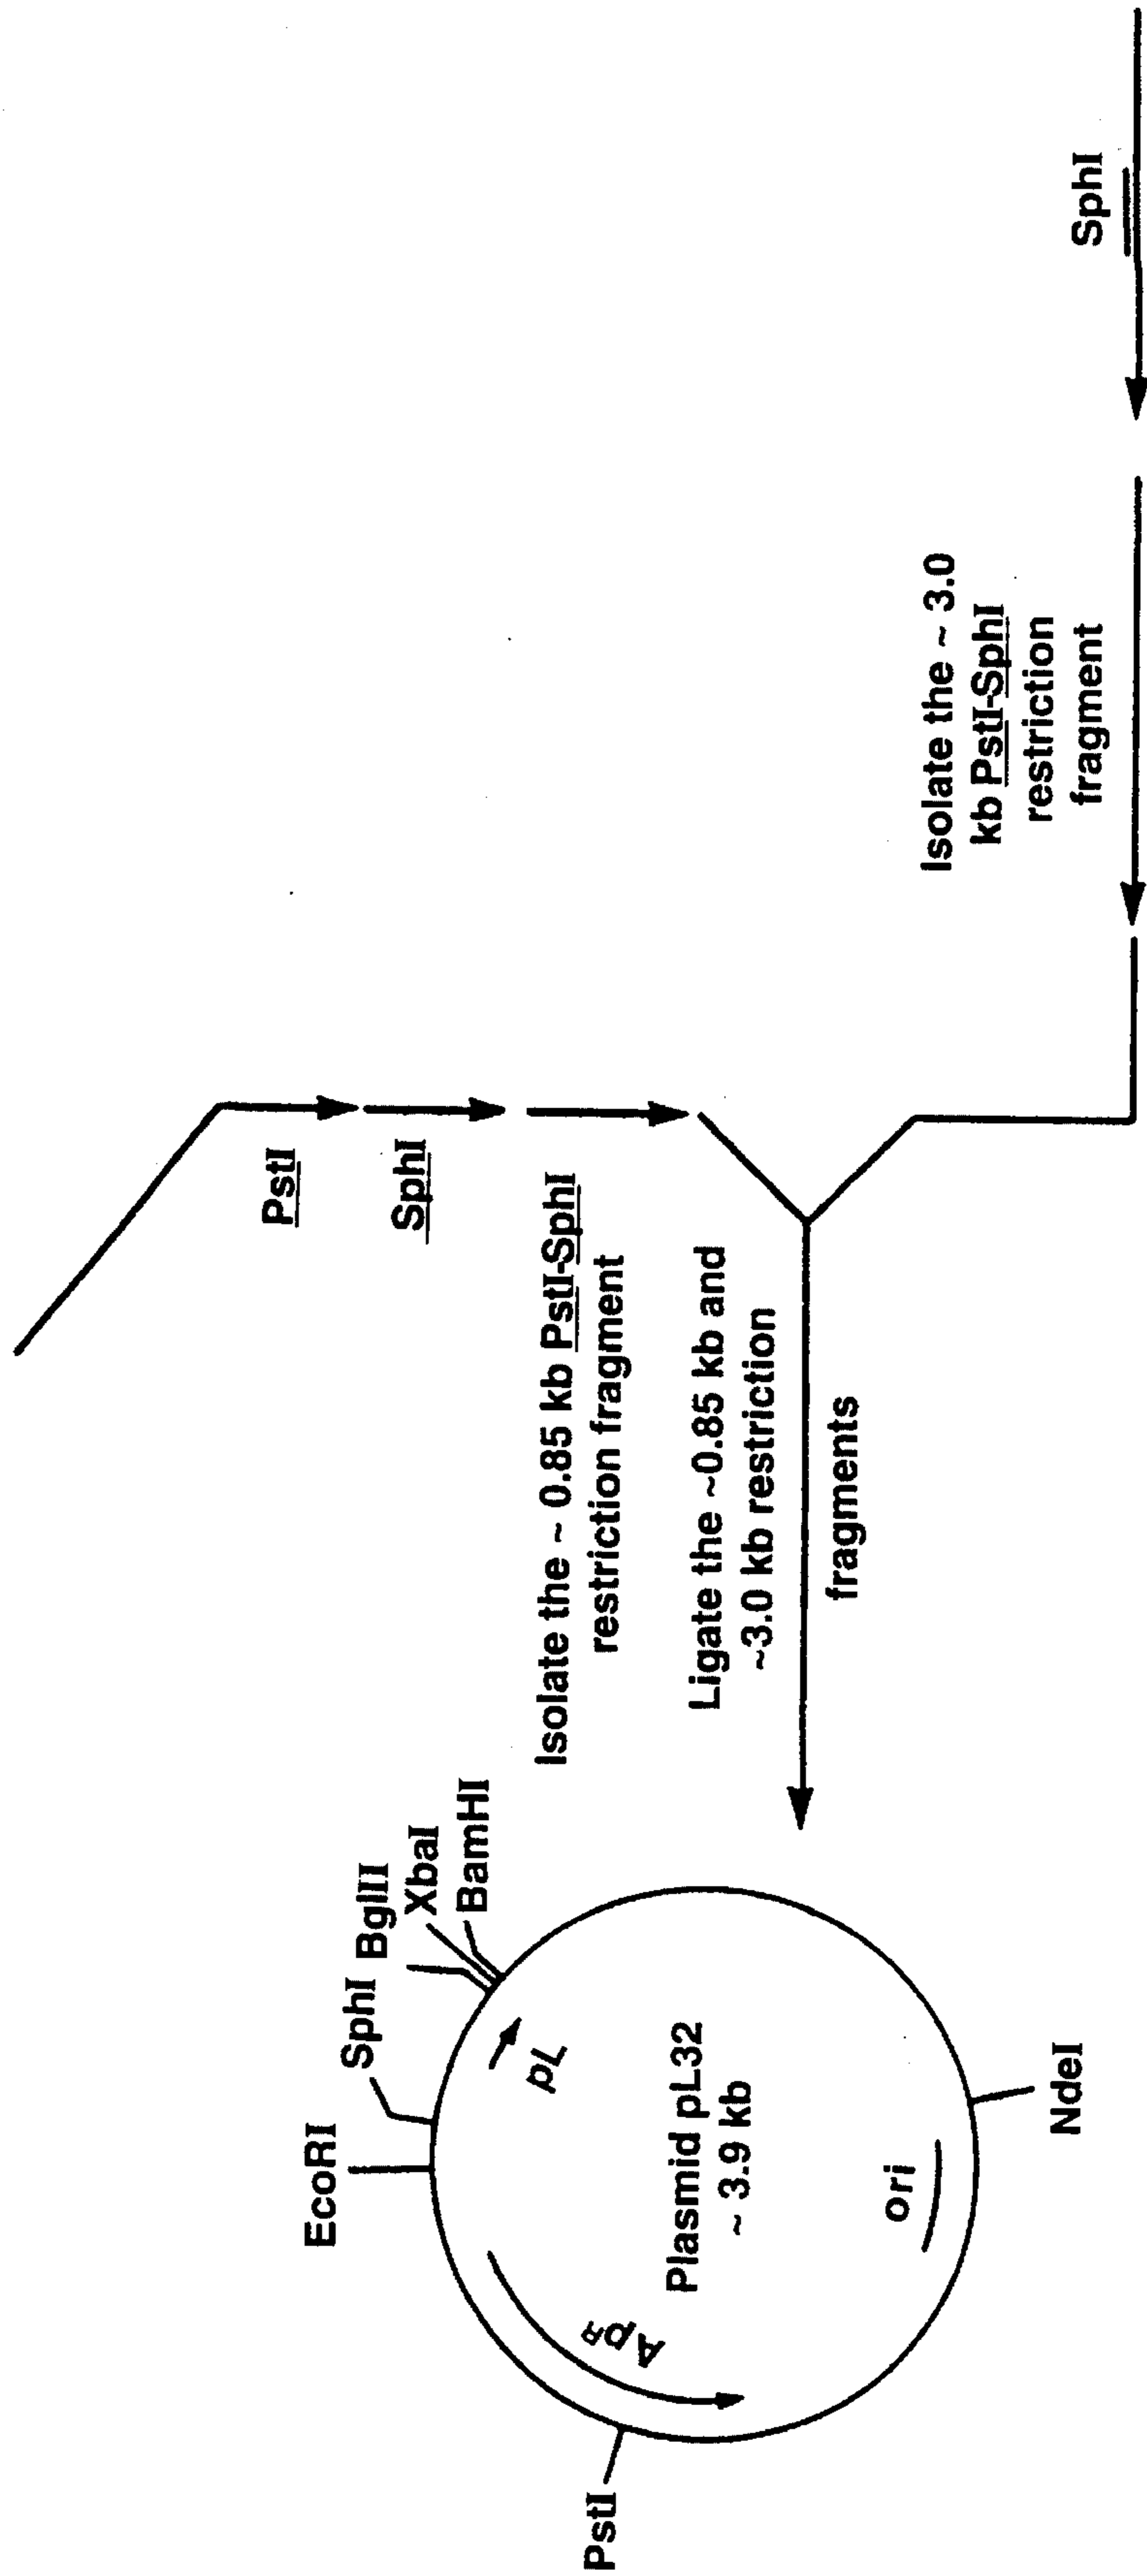 PstI
SphI
Isolate the ~ 0.85 kb PstI-SphI
restriction fragment
SphI
Isolate the ~ 3.0
kb PstI-SphI
restriction
fragment
Ligate the ~0.85 kb and
~3.0 kb restriction
fragments
EcoRI
SphI
BglII
XbaI
BamHI
pL
PstI
ApR
Plasmid pL32
~ 3.9 kb
ori
NdeI